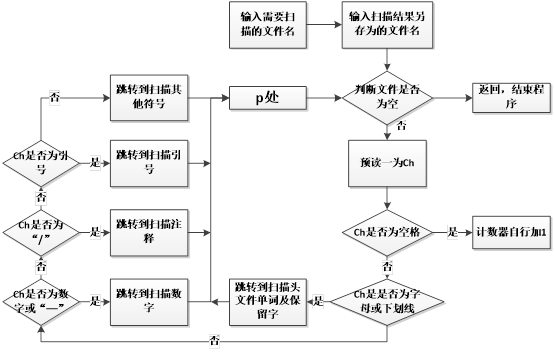 输入需要扫
描的文件名
输入扫描结果另
存为的文件名
否
跳转到扫描其
他符号
p处
判断文件是否
为空
返回，结束程
序
否
Ch是否为引
号
是
跳转到扫描引
号
预读一为Ch
否
Ch是否为
“/”
是
跳转到扫描注
释
Ch是否为空格
是
计数器自行加1
否
否
Ch是否为数
字或“—”
是
跳转到扫描数
字
跳转到扫描头
文件单词及保
留字
是
Ch是是否为字
母或下划线
否